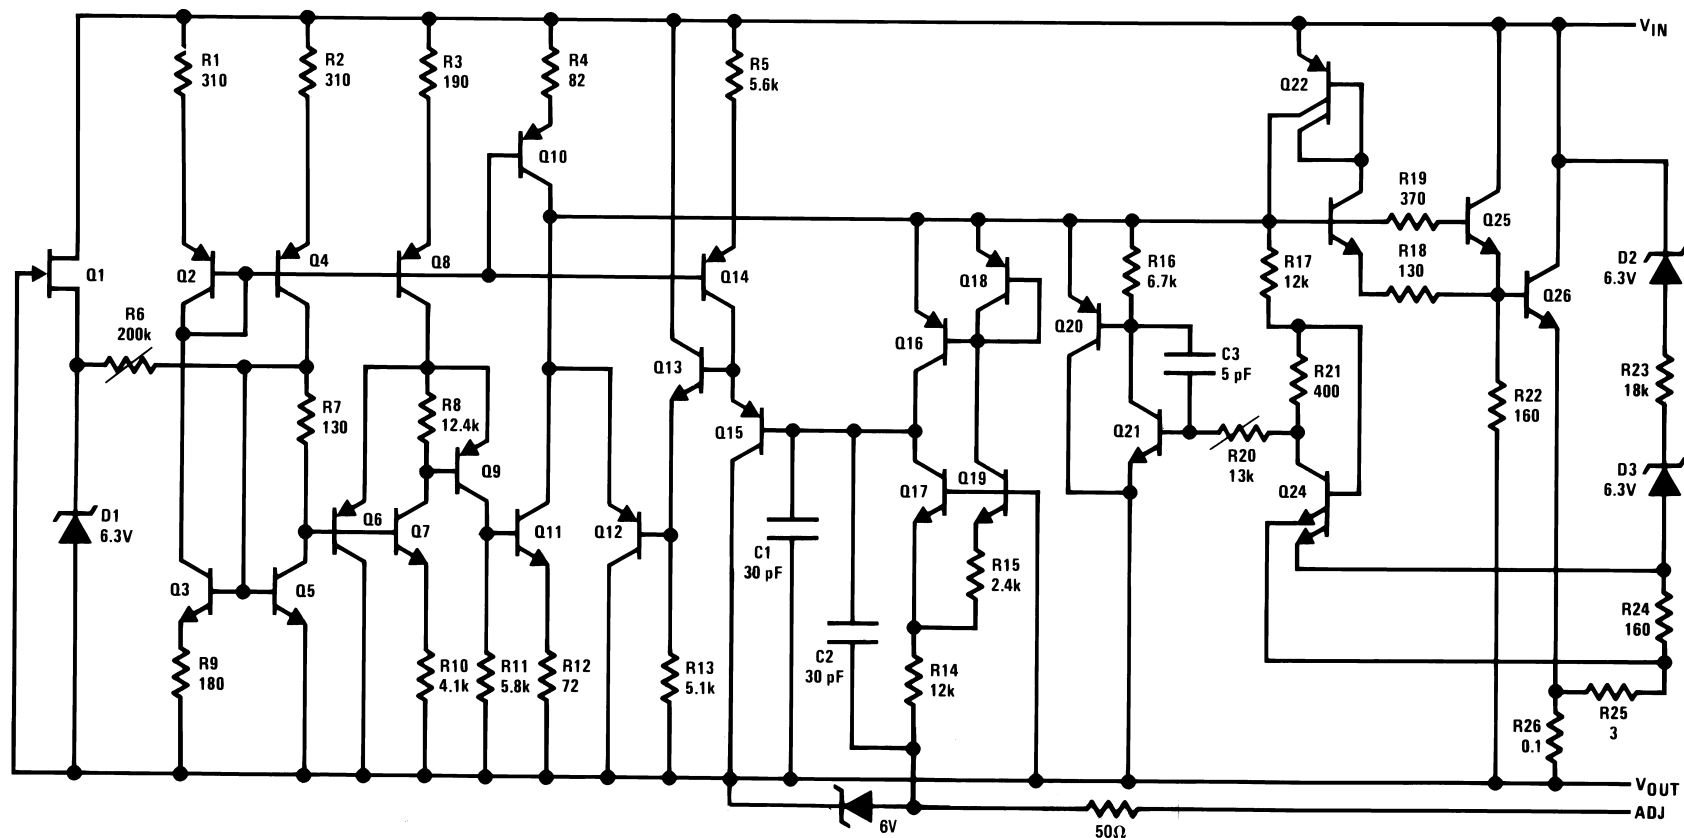 R1
310
R2
310
R3
190
R4
82
R5
5.6k
Q22
VIN
Q10
R19
370
Q25
Q1
Q2
Q4
Q8
Q14
Q18
R16
6.7k
R17
12k
R18
130
Q26
D2
6.3V
R6
200k
Q13
Q16
Q20
C3
5 pF
R21
400
R22
160
R23
18k
R7
130
R8
12.4k
Q9
Q15
Q21
R20
13k
Q17
Q19
Q24
D3
6.3V
D1
6.3V
Q6
Q7
Q11
Q12
C1
30 pF
R15
2.4k
Q3
Q5
R24
160
R9
180
R10
4.1k
R11
5.8k
R12
72
R13
5.1k
C2
30 pF
R14
12k
R25
3
R26
0.1
VOUT
ADJ
6V
50Ω